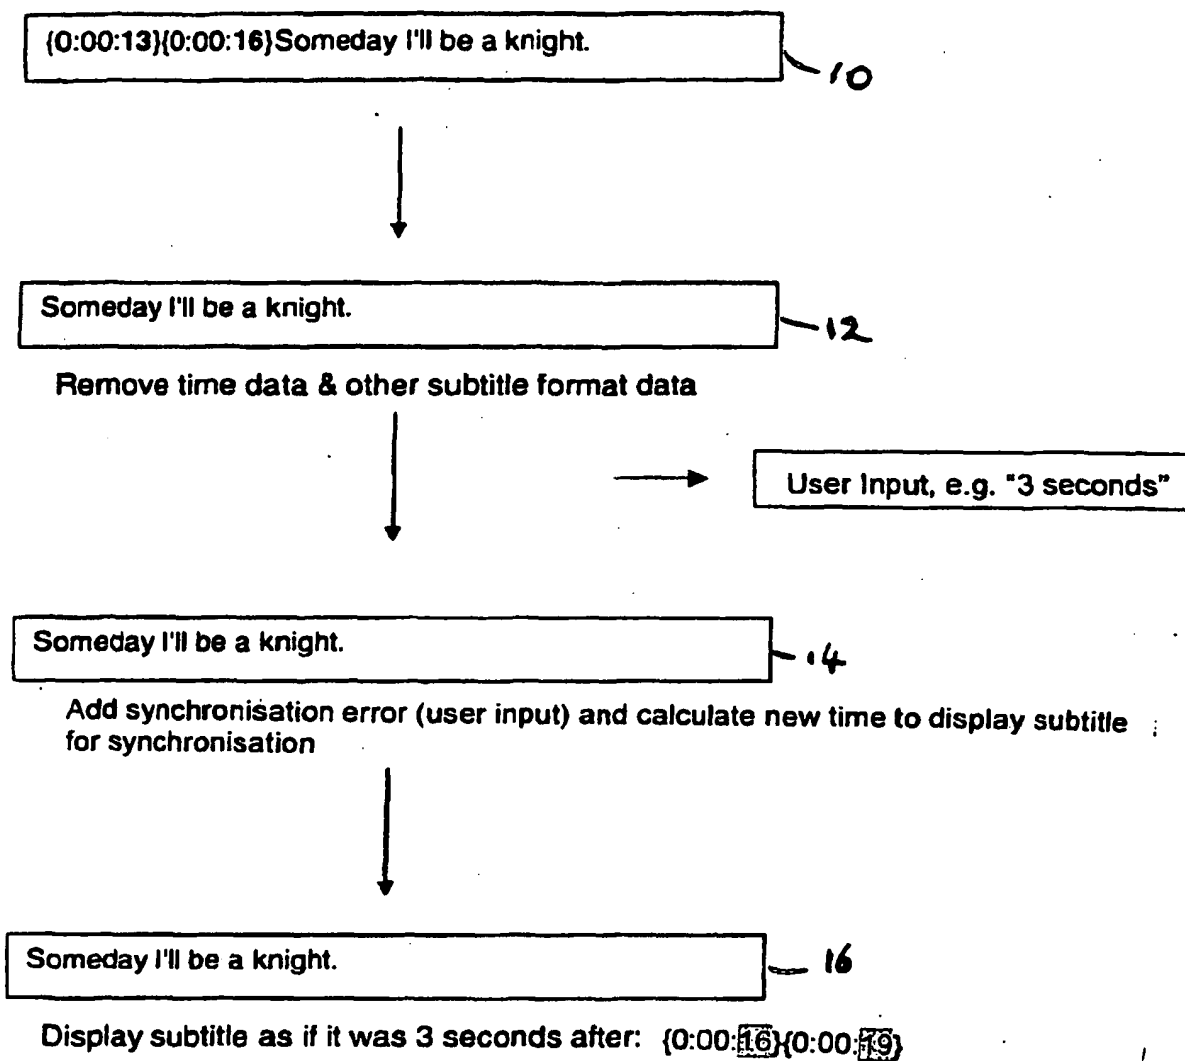 {0:00:13}{0:00:16}Someday I'll be a knight.
10
Someday I'll be a knight.
12
Remove time data & other subtitle format data
User Input, e.g. "3 seconds"
Someday I'll be a knight.
14
Add synchronisation error (user input) and calculate new time to display subtitle
for synchronisation
Someday I'll be a knight.
16
Display subtitle as if it was 3 seconds after: {0:00:16}{0:00:19}